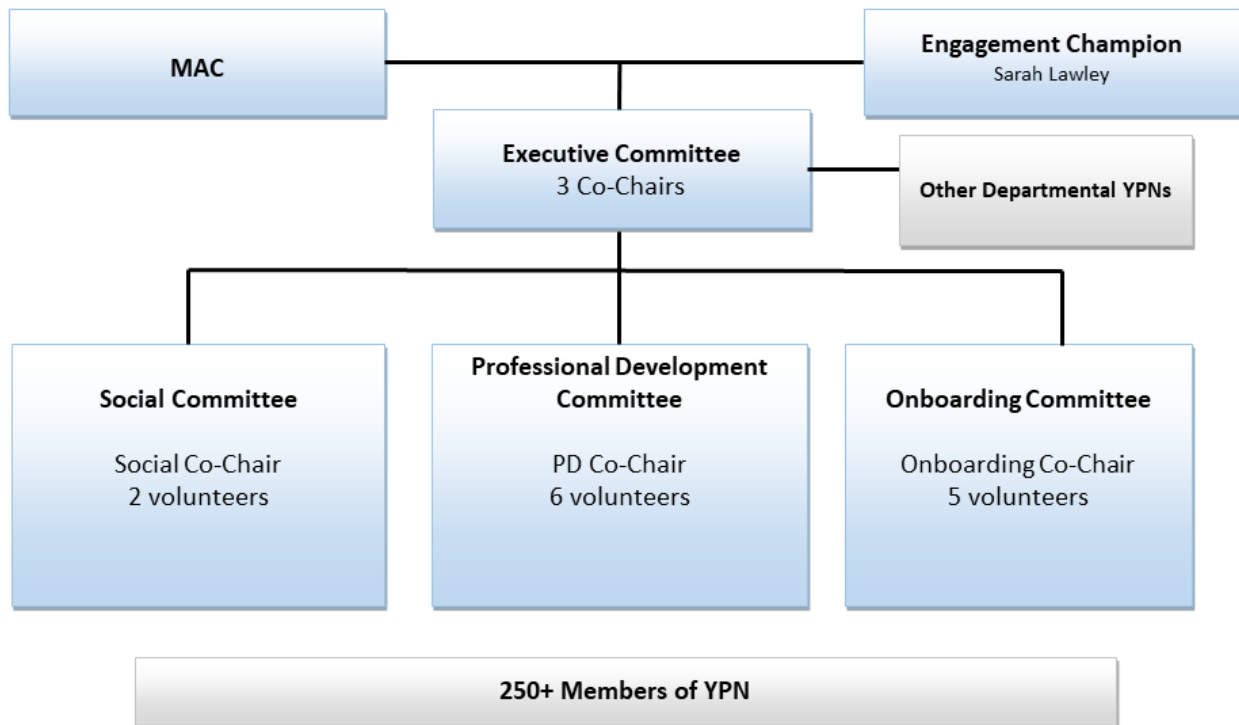 MAC
Engagement Champion
Sarah Lawley
Executive Committee
3 Co-Chairs
Other Departmental YPNs
Social Committee
Social Co-Chair
2 volunteers
Professional Development
Committee
PD Co-Chair
6 volunteers
Onboarding Committee
Onboarding Co-Chair
5 volunteers
250+ Members of YPN